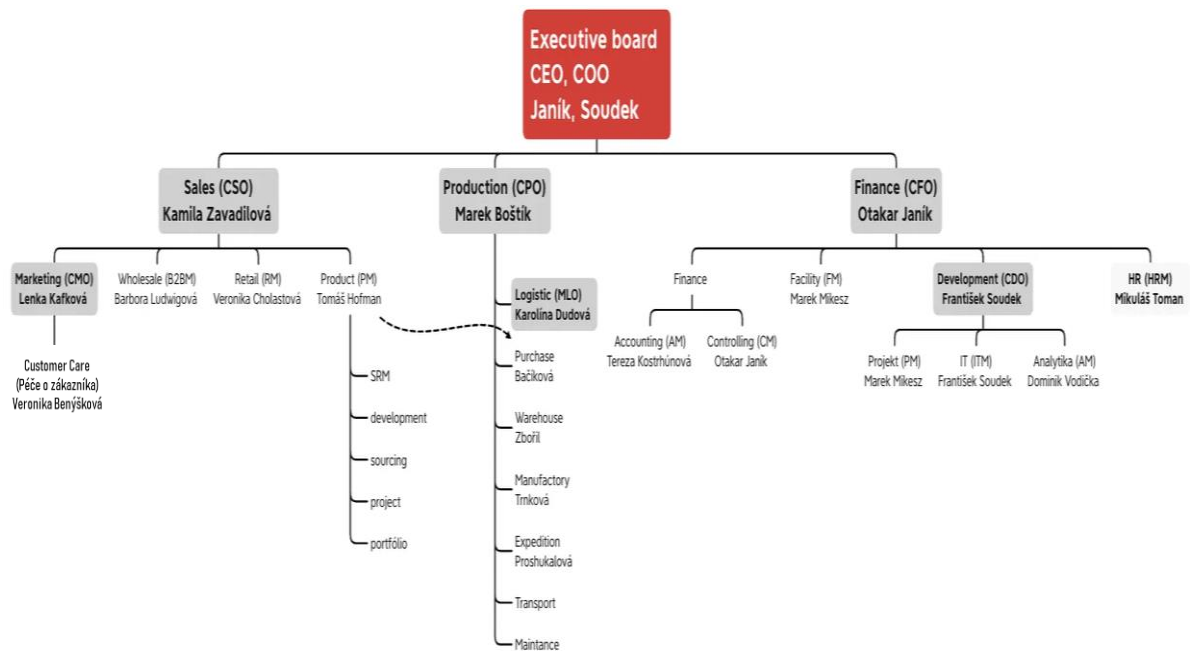 Executive board
CEO, COO
Janík, Soudek
Sales (CSO)
Kamila Zavadilová
Production (CPO)
Marek Boštík
Finance (CFO)
Otakar Janík
Marketing (CMO)
Lenka Kafková
Wholesale (B2BM)
Barbora Ludwigová
Retail (RM)
Veronika Cholastová
Product (PM)
Tomáš Hofman
Customer Care
(Péče o zákazníka)
Veronika Benýšková
SRM
development
sourcing
project
portfólio
Logistic (MLO)
Karolína Dudová
Purchase
Bačíková
Warehouse
Zbořil
Manufactory
Trnková
Expedition
Proshukalová
Transport
Maintance
Finance
Accounting (AM)
Tereza Kostrhúnová
Controlling (CM)
Otakar Janík
Facility (FM)
Marek Mikesz
Development (CDO)
František Soudek
Projekt (PM)
Marek Mikesz
IT (ITM)
František Soudek
Analytika (AM)
Dominik Vodička
HR (HRM)
Mikuláš Toman